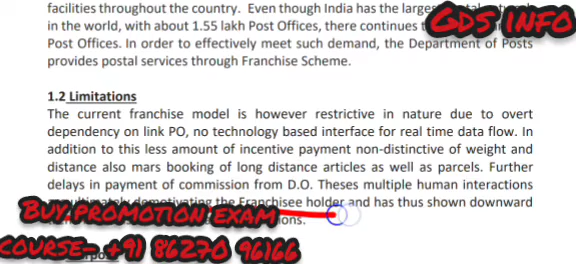 facilities throughout the country. Even though India has the
GDS INFO
in the world, with about 1.55 lakh Post Offices, there continues
Post Offices. In order to effectively meet such demand, the Department of Posts
provides postal services through Franchise Scheme.
1.2 Limitations
The current franchise model is however restrictive in nature due to overt
dependency on link PO, no technology based interface for real time data flow. In
addition to this less amount of incentive payment non-distinctive of weight and
distance also mars booking of long distance articles as well as parcels. Further
delays in payment of commission from D.O. Theses multiple human interactions
the Franchisee holder and has thus shown downward
BUY PROMOTION EXAM
COURSE- +91 86270 96166